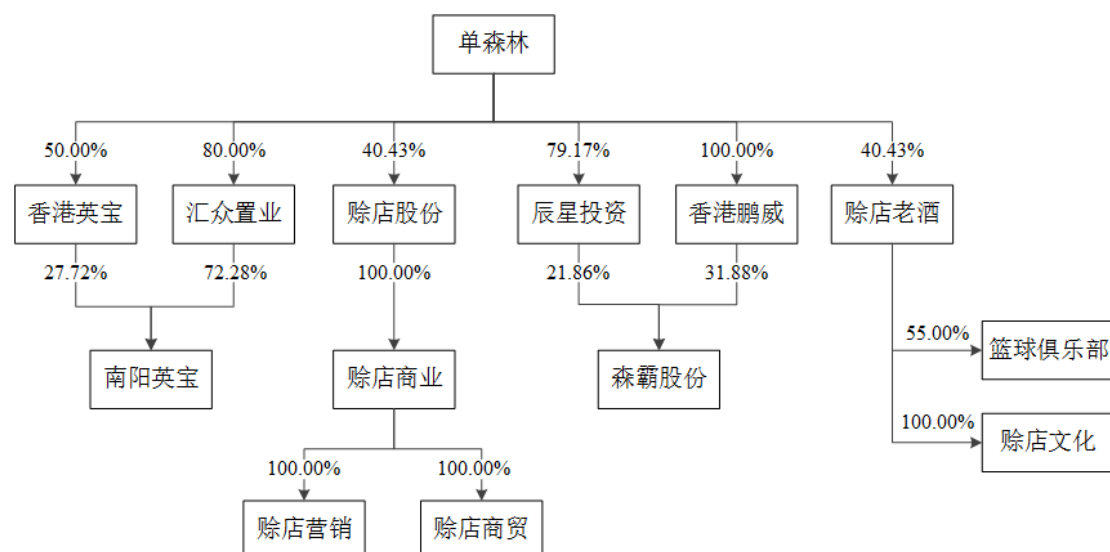 单森林
50.00%
80.00%
40.43%
79.17%
100.00%
40.43%
香港英宝
汇众置业
赊店股份
辰星投资
香港鹏威
赊店老酒
27.72%
72.28%
100.00%
21.86%
31.88%
55.00%
南阳英宝
赊店商业
森霸股份
篮球俱乐部
100.00%
赊店文化
100.00%
100.00%
赊店营销
赊店商贸